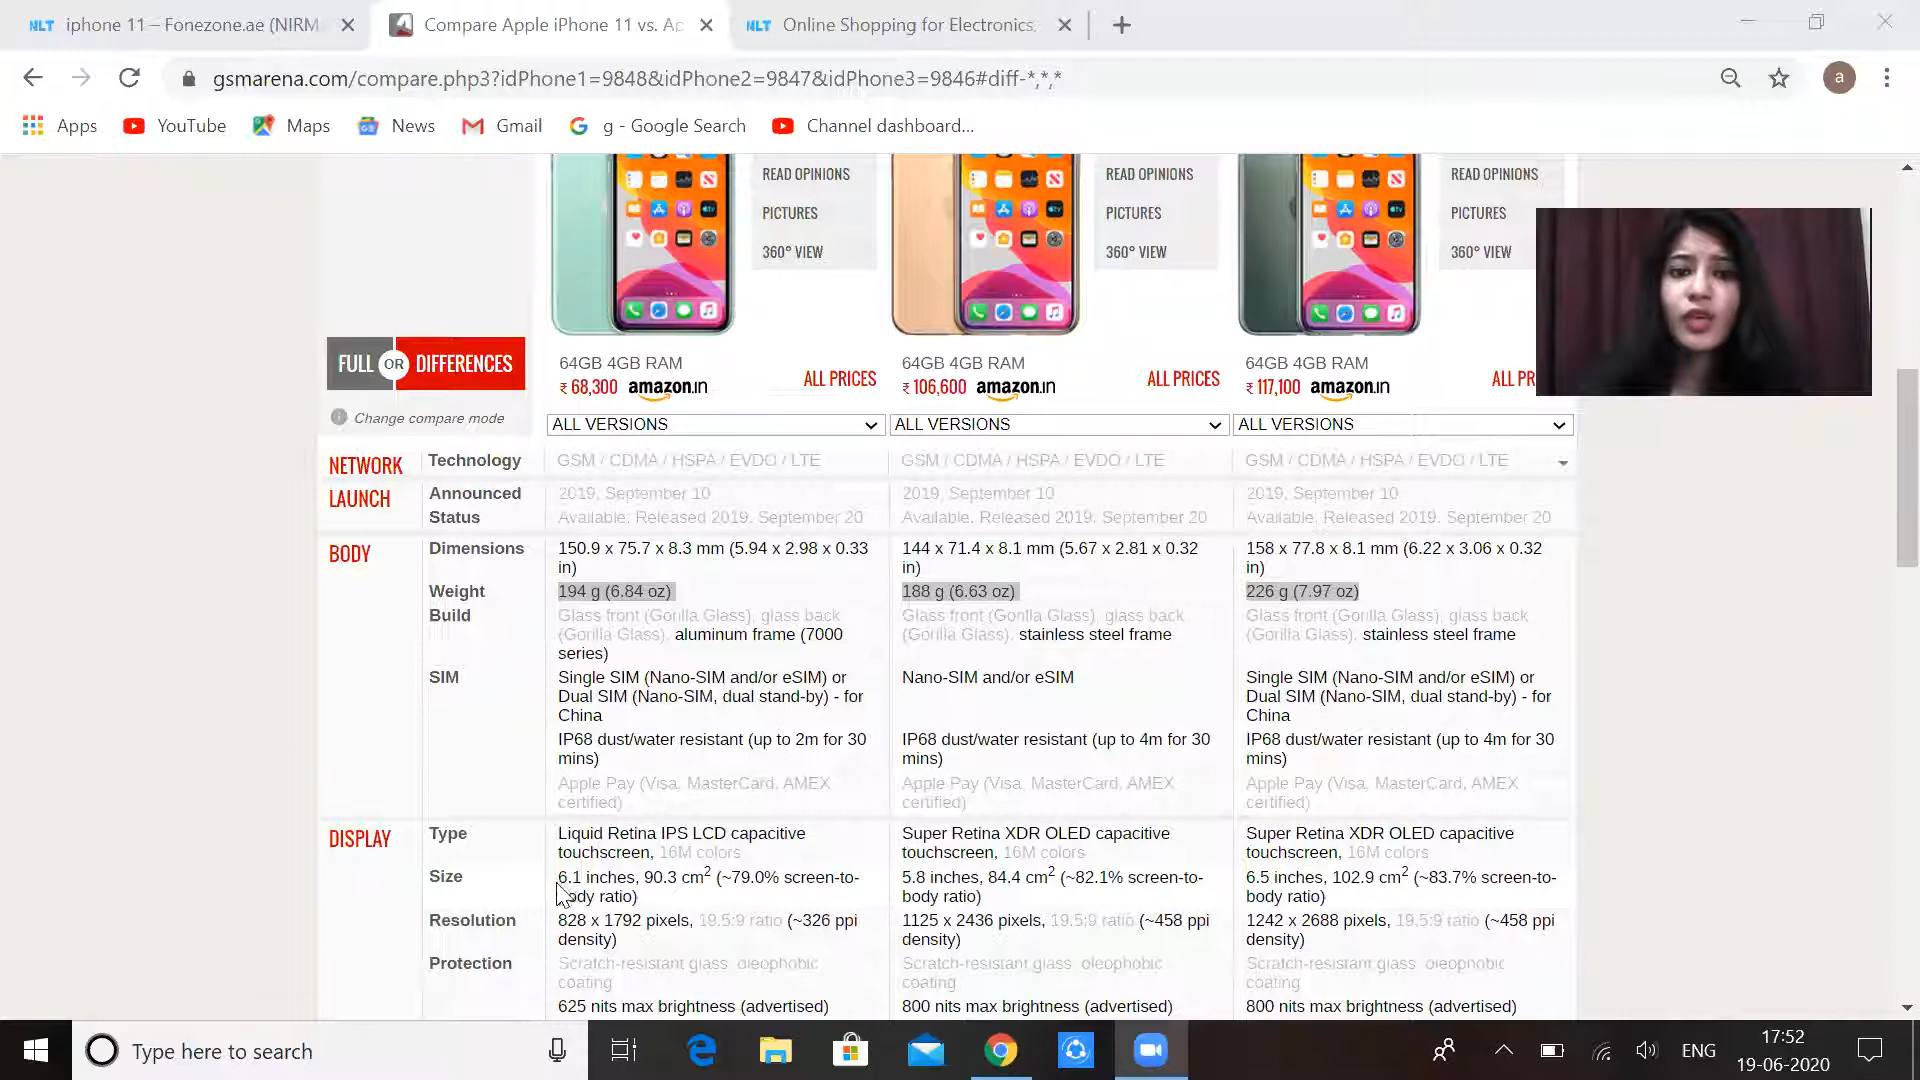 NLT iphone 11 – Fonezone.ae (NIRM
Compare Apple iPhone 11 vs. Ap
NLT Online Shopping for Electronics,
gsmarena.com/compare.php3?idPhone1=9848&idPhone2=9847&idPhone3=9846#diff-*,*,*
a
Apps YouTube Maps News Gmail g - Google Search Channel dashboard...
READ OPINIONS READ OPINIONS READ OPINIONS
PICTURES PICTURES PICTURES
360° VIEW 360° VIEW 360° VIEW
FULL OR DIFFERENCES
Change compare mode
64GB 4GB RAM 64GB 4GB RAM 64GB 4GB RAM
₹ 68,300 amazon.in ALL PRICES ₹ 106,600 amazon.in ALL PRICES ₹ 117,100 amazon.in ALL PR
ALL VERSIONS ALL VERSIONS ALL VERSIONS
NETWORK Technology GSM / CDMA / HSPA / EVDO / LTE GSM / CDMA / HSPA / EVDO / LTE GSM / CDMA / HSPA / EVDO / LTE
LAUNCH Announced 2019, September 10 2019, September 10 2019, September 10
Status Available. Released 2019, September 20 Available. Released 2019, September 20 Available. Released 2019, September 20
BODY Dimensions 150.9 x 75.7 x 8.3 mm (5.94 x 2.98 x 0.33 144 x 71.4 x 8.1 mm (5.67 x 2.81 x 0.32 158 x 77.8 x 8.1 mm (6.22 x 3.06 x 0.32
in) in) in)
Weight 194 g (6.84 oz) 188 g (6.63 oz) 226 g (7.97 oz)
Build Glass front (Gorilla Glass), glass back Glass front (Gorilla Glass), glass back Glass front (Gorilla Glass), glass back
(Gorilla Glass), aluminum frame (7000 (Gorilla Glass), stainless steel frame (Gorilla Glass), stainless steel frame
series)
SIM Single SIM (Nano-SIM and/or eSIM) or Nano-SIM and/or eSIM Single SIM (Nano-SIM and/or eSIM) or
Dual SIM (Nano-SIM, dual stand-by) - for Dual SIM (Nano-SIM, dual stand-by) - for
China China
IP68 dust/water resistant (up to 2m for 30 IP68 dust/water resistant (up to 4m for 30 IP68 dust/water resistant (up to 4m for 30
mins) mins) mins)
Apple Pay (Visa, MasterCard, AMEX Apple Pay (Visa, MasterCard, AMEX Apple Pay (Visa, MasterCard, AMEX
certified) certified) certified)
DISPLAY Type Liquid Retina IPS LCD capacitive Super Retina XDR OLED capacitive Super Retina XDR OLED capacitive
touchscreen, 16M colors touchscreen, 16M colors touchscreen, 16M colors
Size 6.1 inches, 90.3 cm2 (~79.0% screen-to- 5.8 inches, 84.4 cm2 (~82.1% screen-to- 6.5 inches, 102.9 cm2 (~83.7% screen-to-
body ratio) body ratio) body ratio)
Resolution 828 x 1792 pixels, 19.5:9 ratio (~326 ppi 1125 x 2436 pixels, 19.5:9 ratio (~458 ppi 1242 x 2688 pixels, 19.5:9 ratio (~458 ppi
density) density) density)
Protection Scratch-resistant glass, oleophobic Scratch-resistant glass, oleophobic Scratch-resistant glass, oleophobic
coating coating coating
625 nits max brightness (advertised) 800 nits max brightness (advertised) 800 nits max brightness (advertised)
Type here to search ENG 17:52
19-06-2020